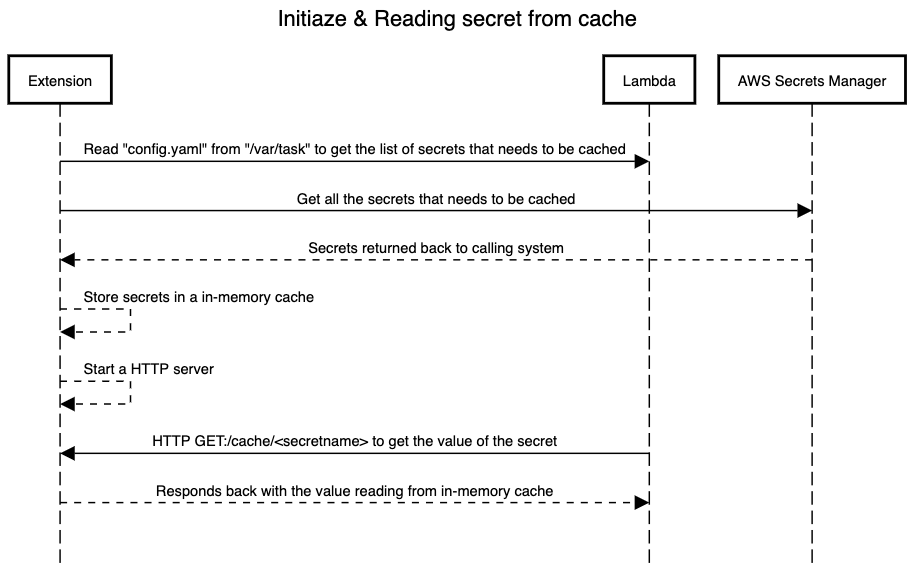 Initiaze & Reading secret from cache
Extension
Lambda
AWS Secrets Manager
Read "config.yaml" from "/var/task" to get the list of secrets that needs to be cached
Get all the secrets that needs to be cached
Secrets returned back to calling system
Store secrets in a in-memory cache
Start a HTTP server
HTTP GET:/cache/<secretname> to get the value of the secret
Responds back with the value reading from in-memory cache